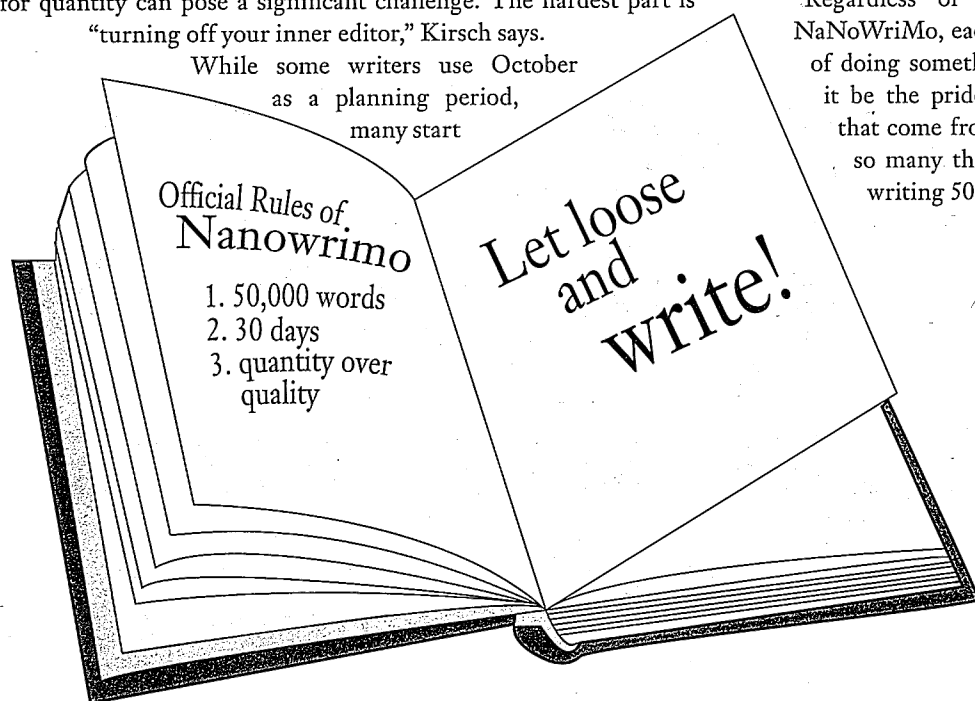 for quantity can pose a significant challenge. The hardest part is
"turning off your inner editor," Kirsch says.
While some writers use October
as a planning period,
many start
Regardless of
NaNoWriMo, eac
of doing someth
it be the pride
that come fro
so many th
writing 50
Official Rules of
Nanowrimo
1. 50,000 words
2. 30 days
3. quantity over
quality
Let loose
and
write!